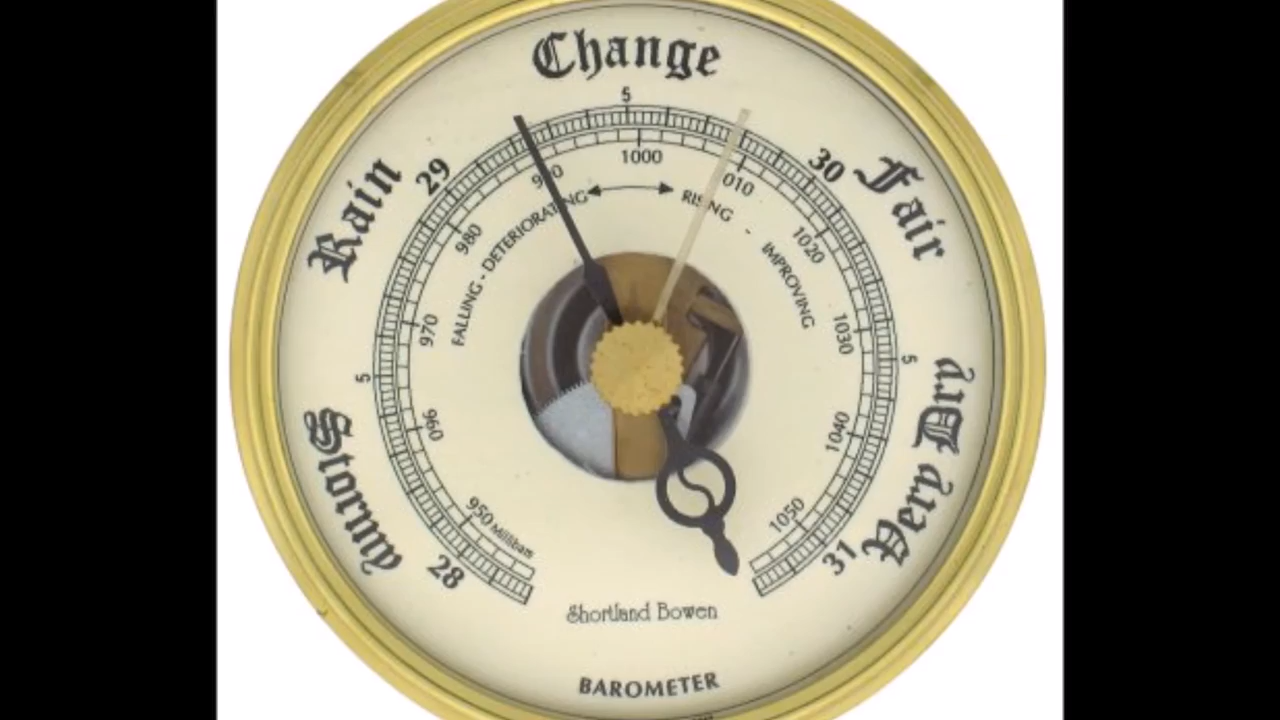 Change
5
Rain
29
30
Fair
1000
990
010
980
1020
FALLING - DETERIORATING
RISING - IMPROVING
970
1030
5
5
960
1040
Stormy
Very Dry
950 Millibars
1050
28
31
Shortland Bowen
BAROMETER